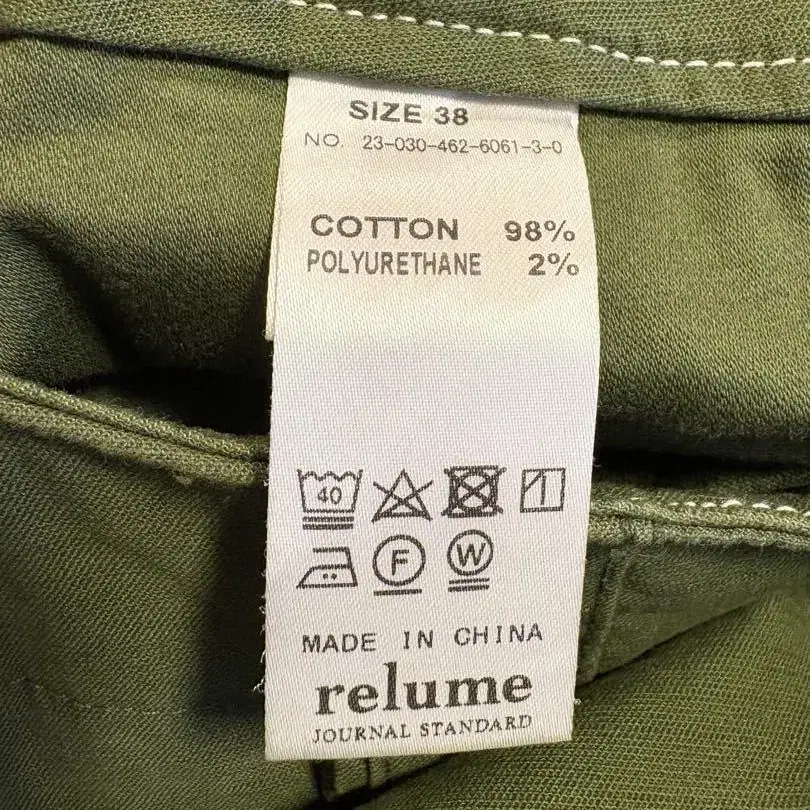 SIZE 38
NO. 23-030-462-6061-3-0
COTTON 98%
POLYURETHANE 2%
40
F W
MADE IN CHINA
relume
JOURNAL STANDARD